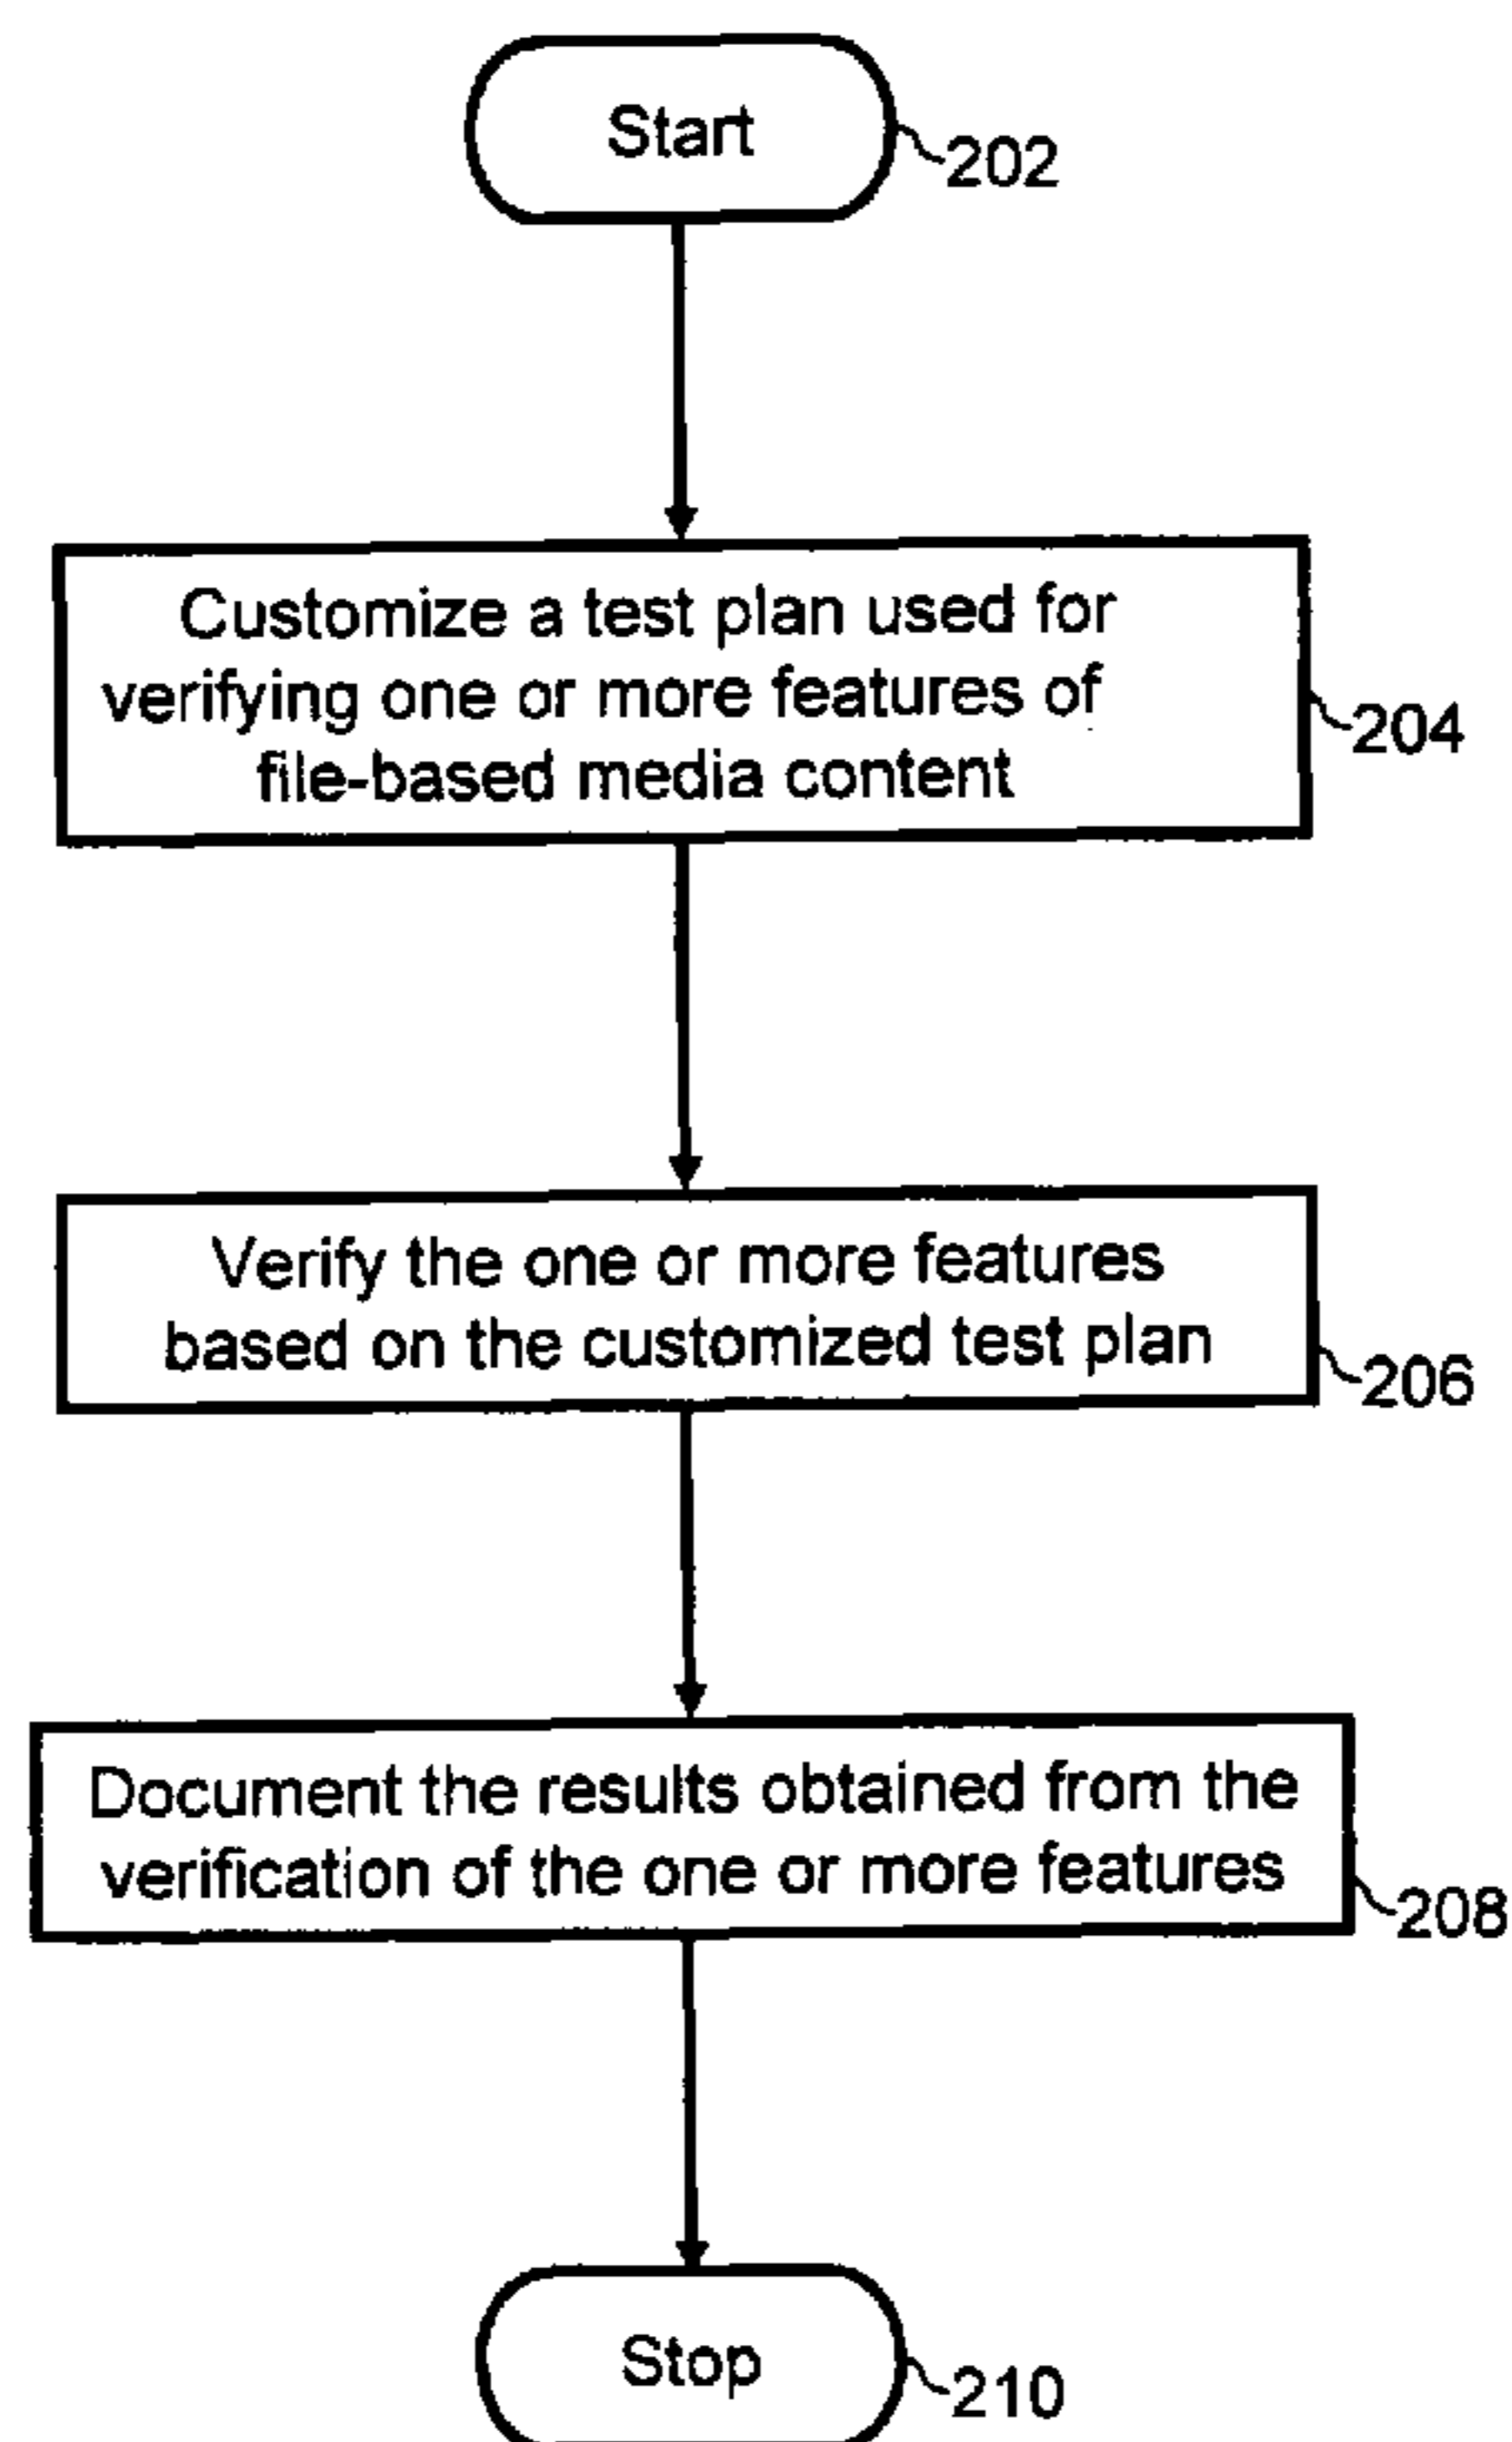 Start
202
Customize a test plan used for
verifying one or more features of
file-based media content
204
Verify the one or more features
based on the customized test plan
206
Document the results obtained from the
verification of the one or more features
208
Stop
210